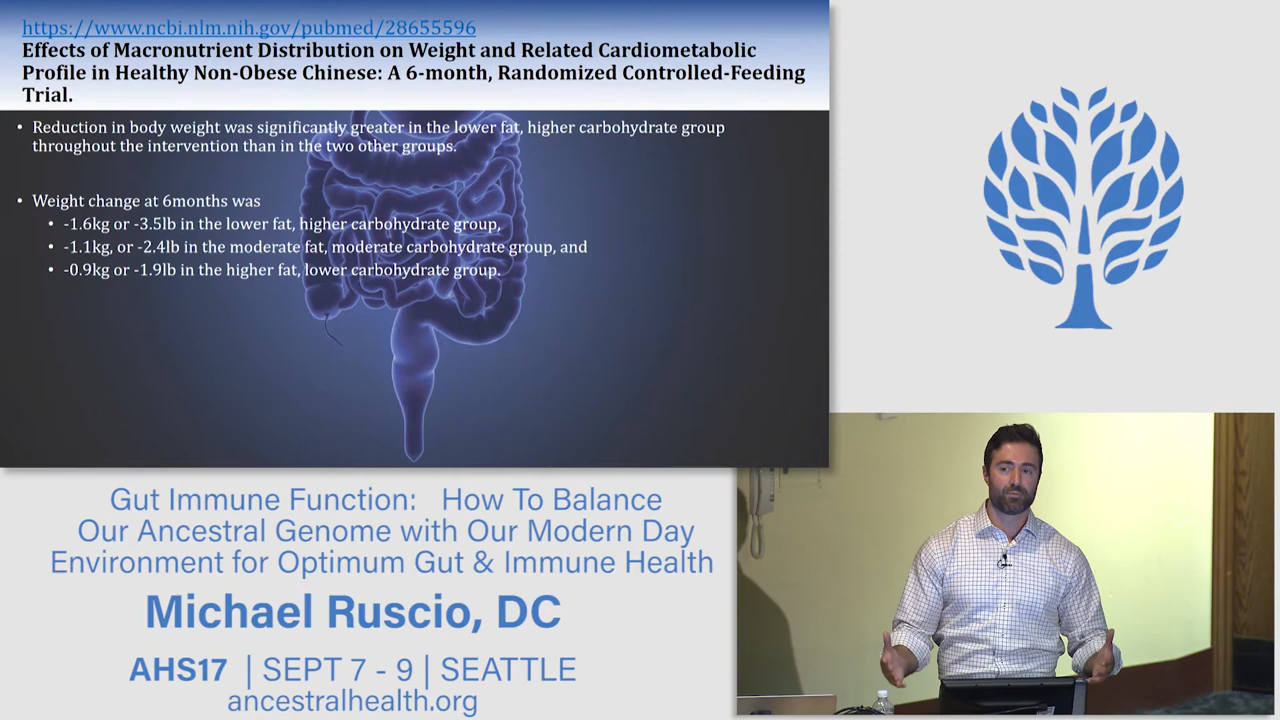 https://www.ncbi.nlm.nih.gov/pubmed/28655596
Effects of Macronutrient Distribution on Weight and Related Cardiometabolic
Profile in Healthy Non-Obese Chinese: A 6-month, Randomized Controlled-Feeding
Trial.
• Reduction in body weight was significantly greater in the lower fat, higher carbohydrate group
throughout the intervention than in the two other groups.
• Weight change at 6months was
• -1.6kg or -3.5lb in the lower fat, higher carbohydrate group,
• -1.1kg, or -2.4lb in the moderate fat, moderate carbohydrate group, and
• -0.9kg or -1.9lb in the higher fat, lower carbohydrate group.
Gut Immune Function: How To Balance
Our Ancestral Genome with Our Modern Day
Environment for Optimum Gut & Immune Health
Michael Ruscio, DC
AHS17 | SEPT 7 - 9 | SEATTLE
ancestralhealth.org